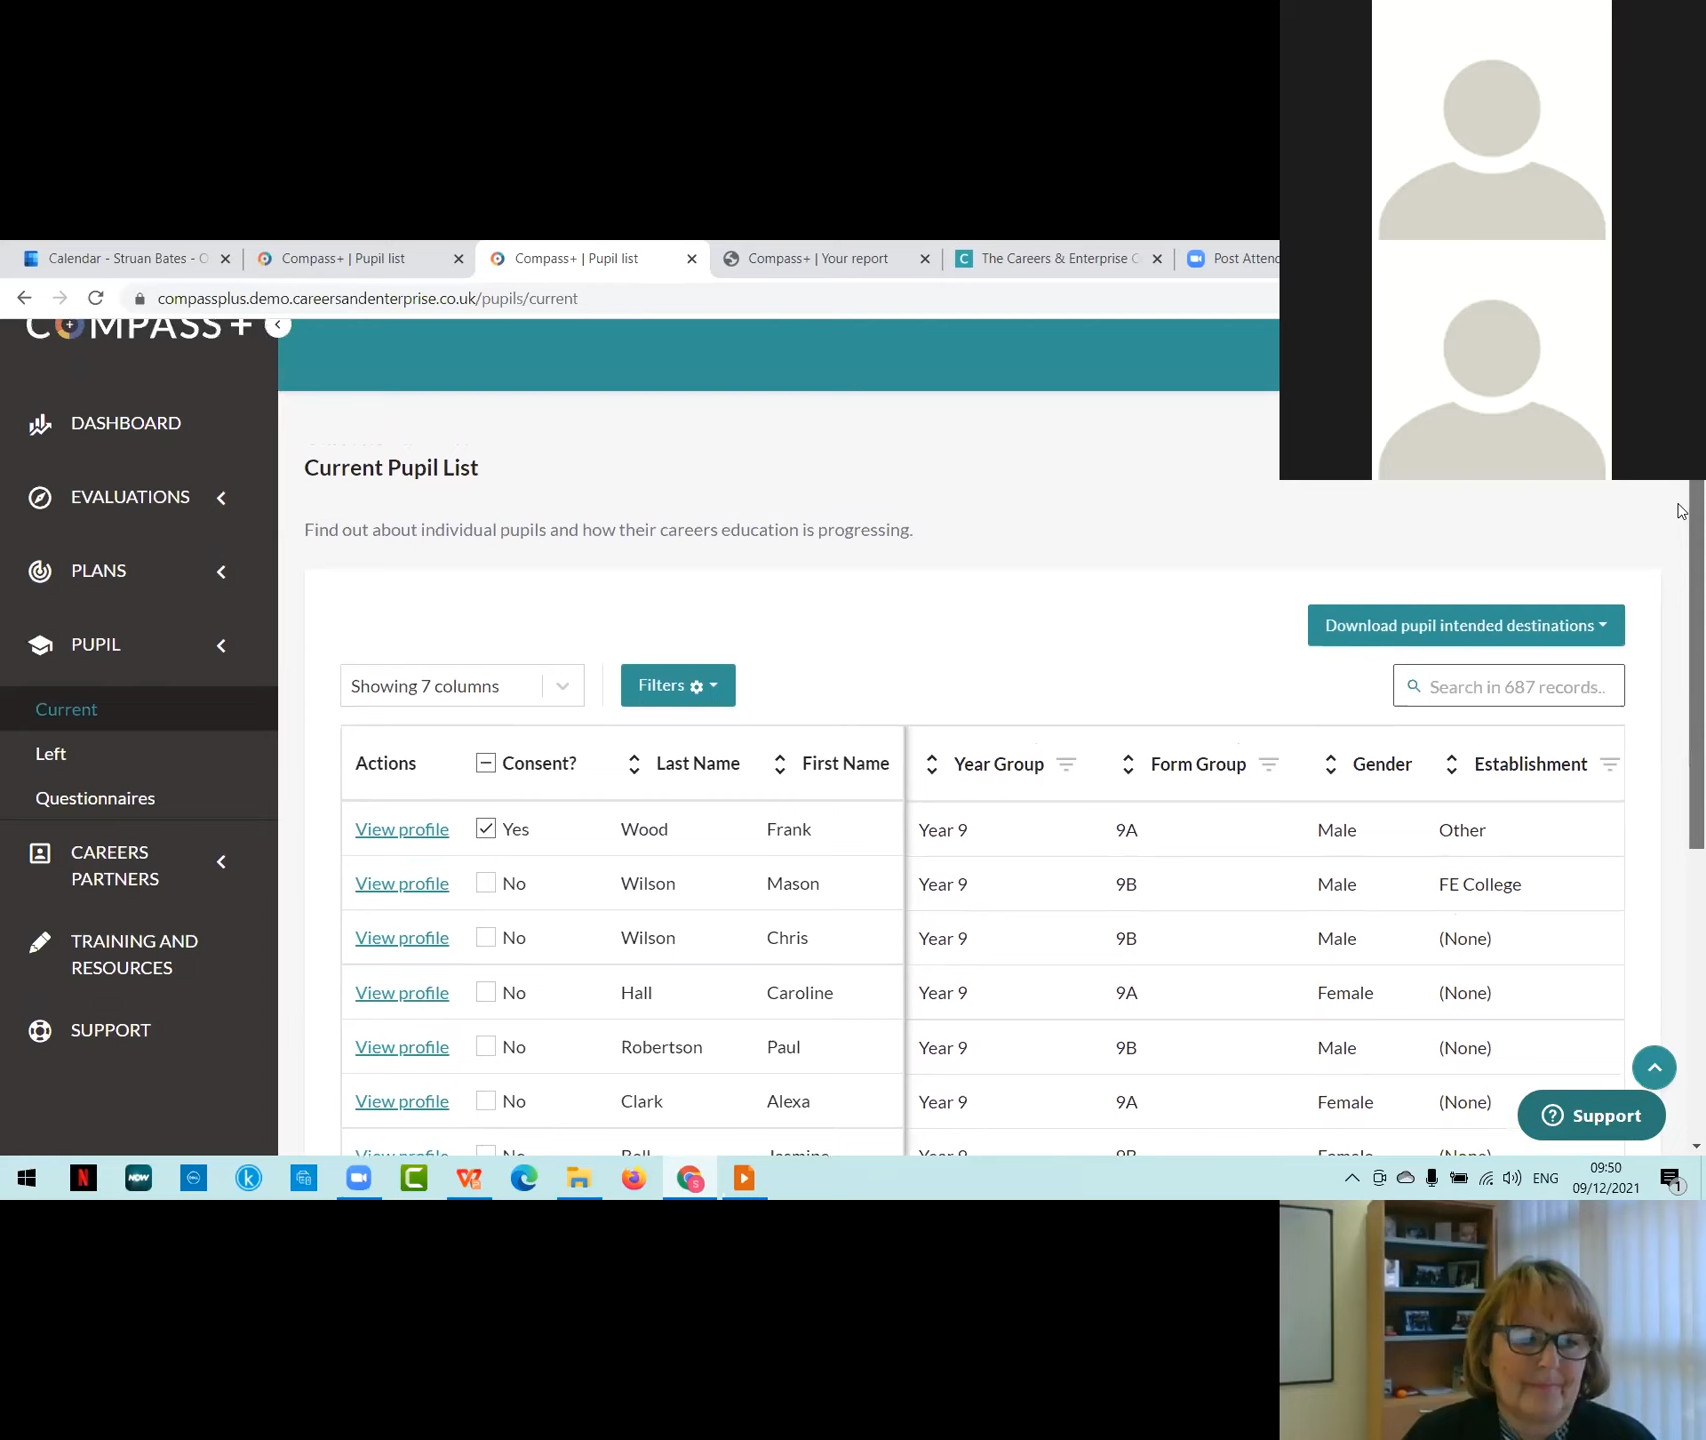 Calendar - Struan Bates - O
Compass+ | Pupil list
Compass+ | Pupil list
Compass+ | Your report
The Careers & Enterprise C
Post Attend
compassplus.demo.careersandenterprise.co.uk/pupils/current
COMPASS+
DASHBOARD
EVALUATIONS
PLANS
PUPIL
Current
Left
Questionnaires
CAREERS
PARTNERS
TRAINING AND
RESOURCES
SUPPORT
Current Pupil List
Find out about individual pupils and how their careers education is progressing.
Download pupil intended destinations
Showing 7 columns
Filters
Search in 687 records..
Actions Consent? Last Name First Name Year Group Form Group Gender Establishment
View profile Yes Wood Frank Year 9 9A Male Other
View profile No Wilson Mason Year 9 9B Male FE College
View profile No Wilson Chris Year 9 9B Male (None)
View profile No Hall Caroline Year 9 9A Female (None)
View profile No Robertson Paul Year 9 9B Male (None)
View profile No Clark Alexa Year 9 9A Female (None)
Support
NOW
ENG
09:50
09/12/2021
1